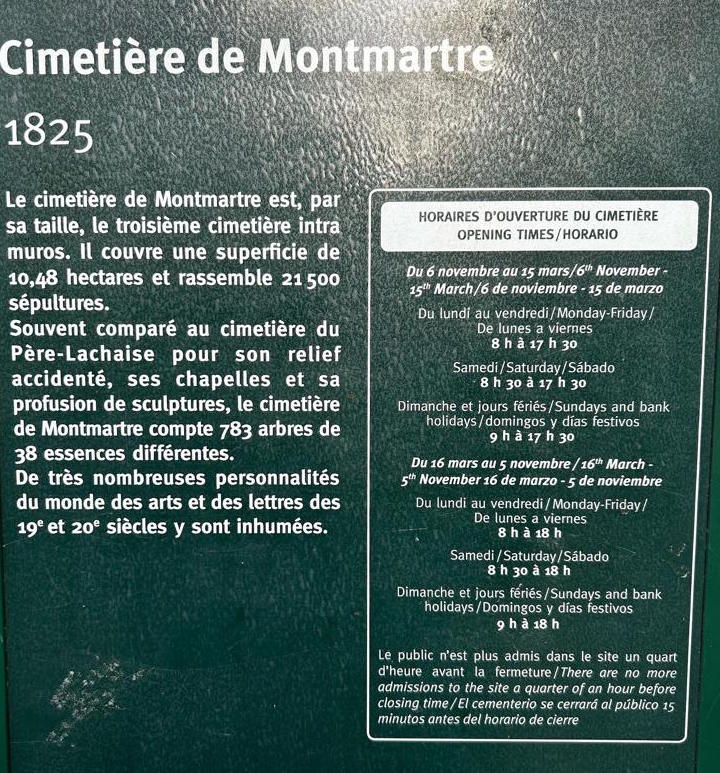 Cimetière de Montmartre
1825
Le cimetière de Montmartre est, par
sa taille, le troisième cimetière intra
muros. Il couvre une superficie de
10,48 hectares et rassemble 21 500
sépultures.
Souvent comparé au cimetière du
Père-Lachaise pour son relief
accidenté, ses chapelles et sa
profusion de sculptures, le cimetière
de Montmartre compte 783 arbres de
38 essences différentes.
De très nombreuses personnalités
du monde des arts et des lettres des
19e et 20e siècles y sont inhumées.
HORAIRES D'OUVERTURE DU CIMETIÈRE
OPENING TIMES/HORARIO
Du 6 novembre au 15 mars/6th November -
15th March/6 de noviembre - 15 de marzo
Du lundi au vendredi/Monday-Friday/
De lunes a viernes
8 h à 17 h 30
Samedi/Saturday/Sábado
8 h 30 à 17 h 30
Dimanche et jours fériés/Sundays and bank
holidays/domingos y días festivos
9 h à 17 h 30
Du 16 mars au 5 novembre/16th March -
5th November 16 de marzo - 5 de noviembre
Du lundi au vendredi/Monday-Friday/
De lunes a viernes
8 h à 18 h
Samedi/Saturday/Sábado
8 h 30 à 18 h
Dimanche et jours fériés/Sundays and bank
holidays/Domingos y días festivos
9 h à 18 h
Le public n'est plus admis dans le site un quart
d'heure avant la fermeture/There are no more
admissions to the site a quarter of an hour before
closing time/El cementerio se cerrará al público 15
minutos antes del horario de cierre